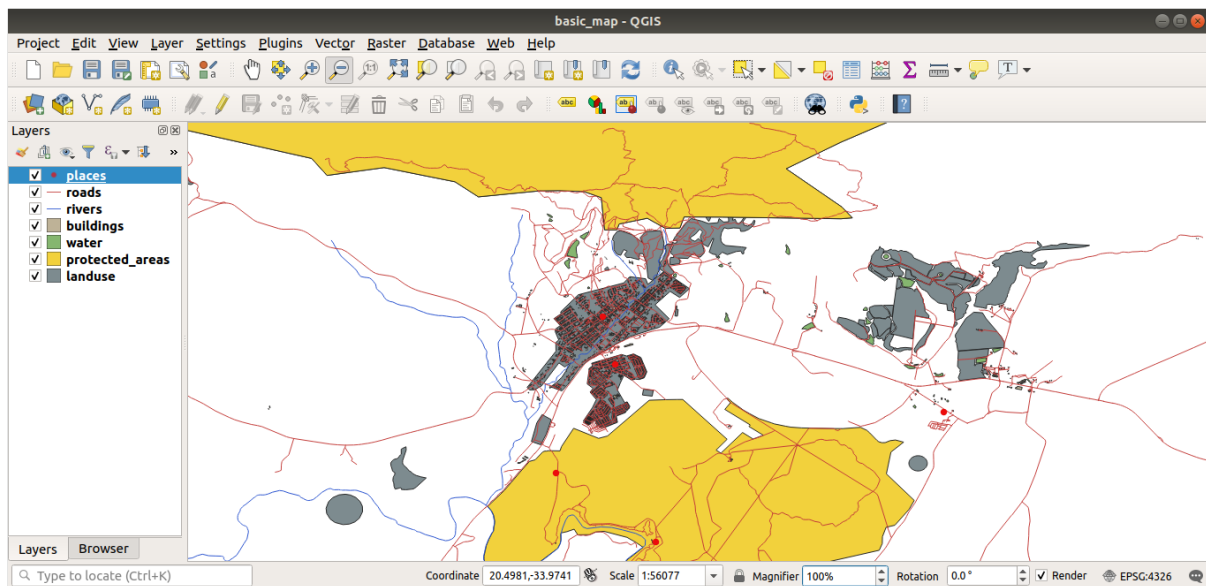 basic_map - QGIS
Project Edit View Layer Settings Plugins Vector Raster Database Web Help
Layers
places
roads
rivers
buildings
water
protected_areas
landuse
Layers Browser
Type to locate (Ctrl+K) Coordinate 20.4981,-33.9741 Scale 1:56077 Magnifier 100% Rotation 0.0° Render EPSG:4326